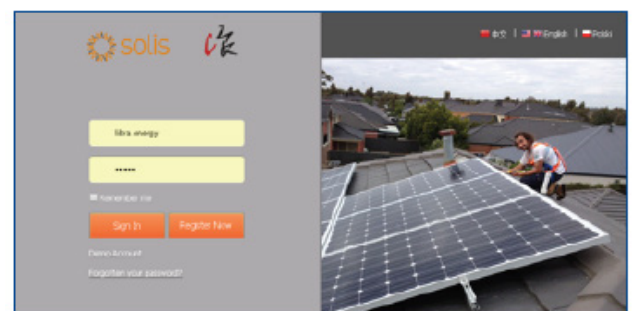 solis
中文 | English | Polski
libra.energy
••••••
Remember me
Sign In Register Now
Demo Account
Forgotten your password?